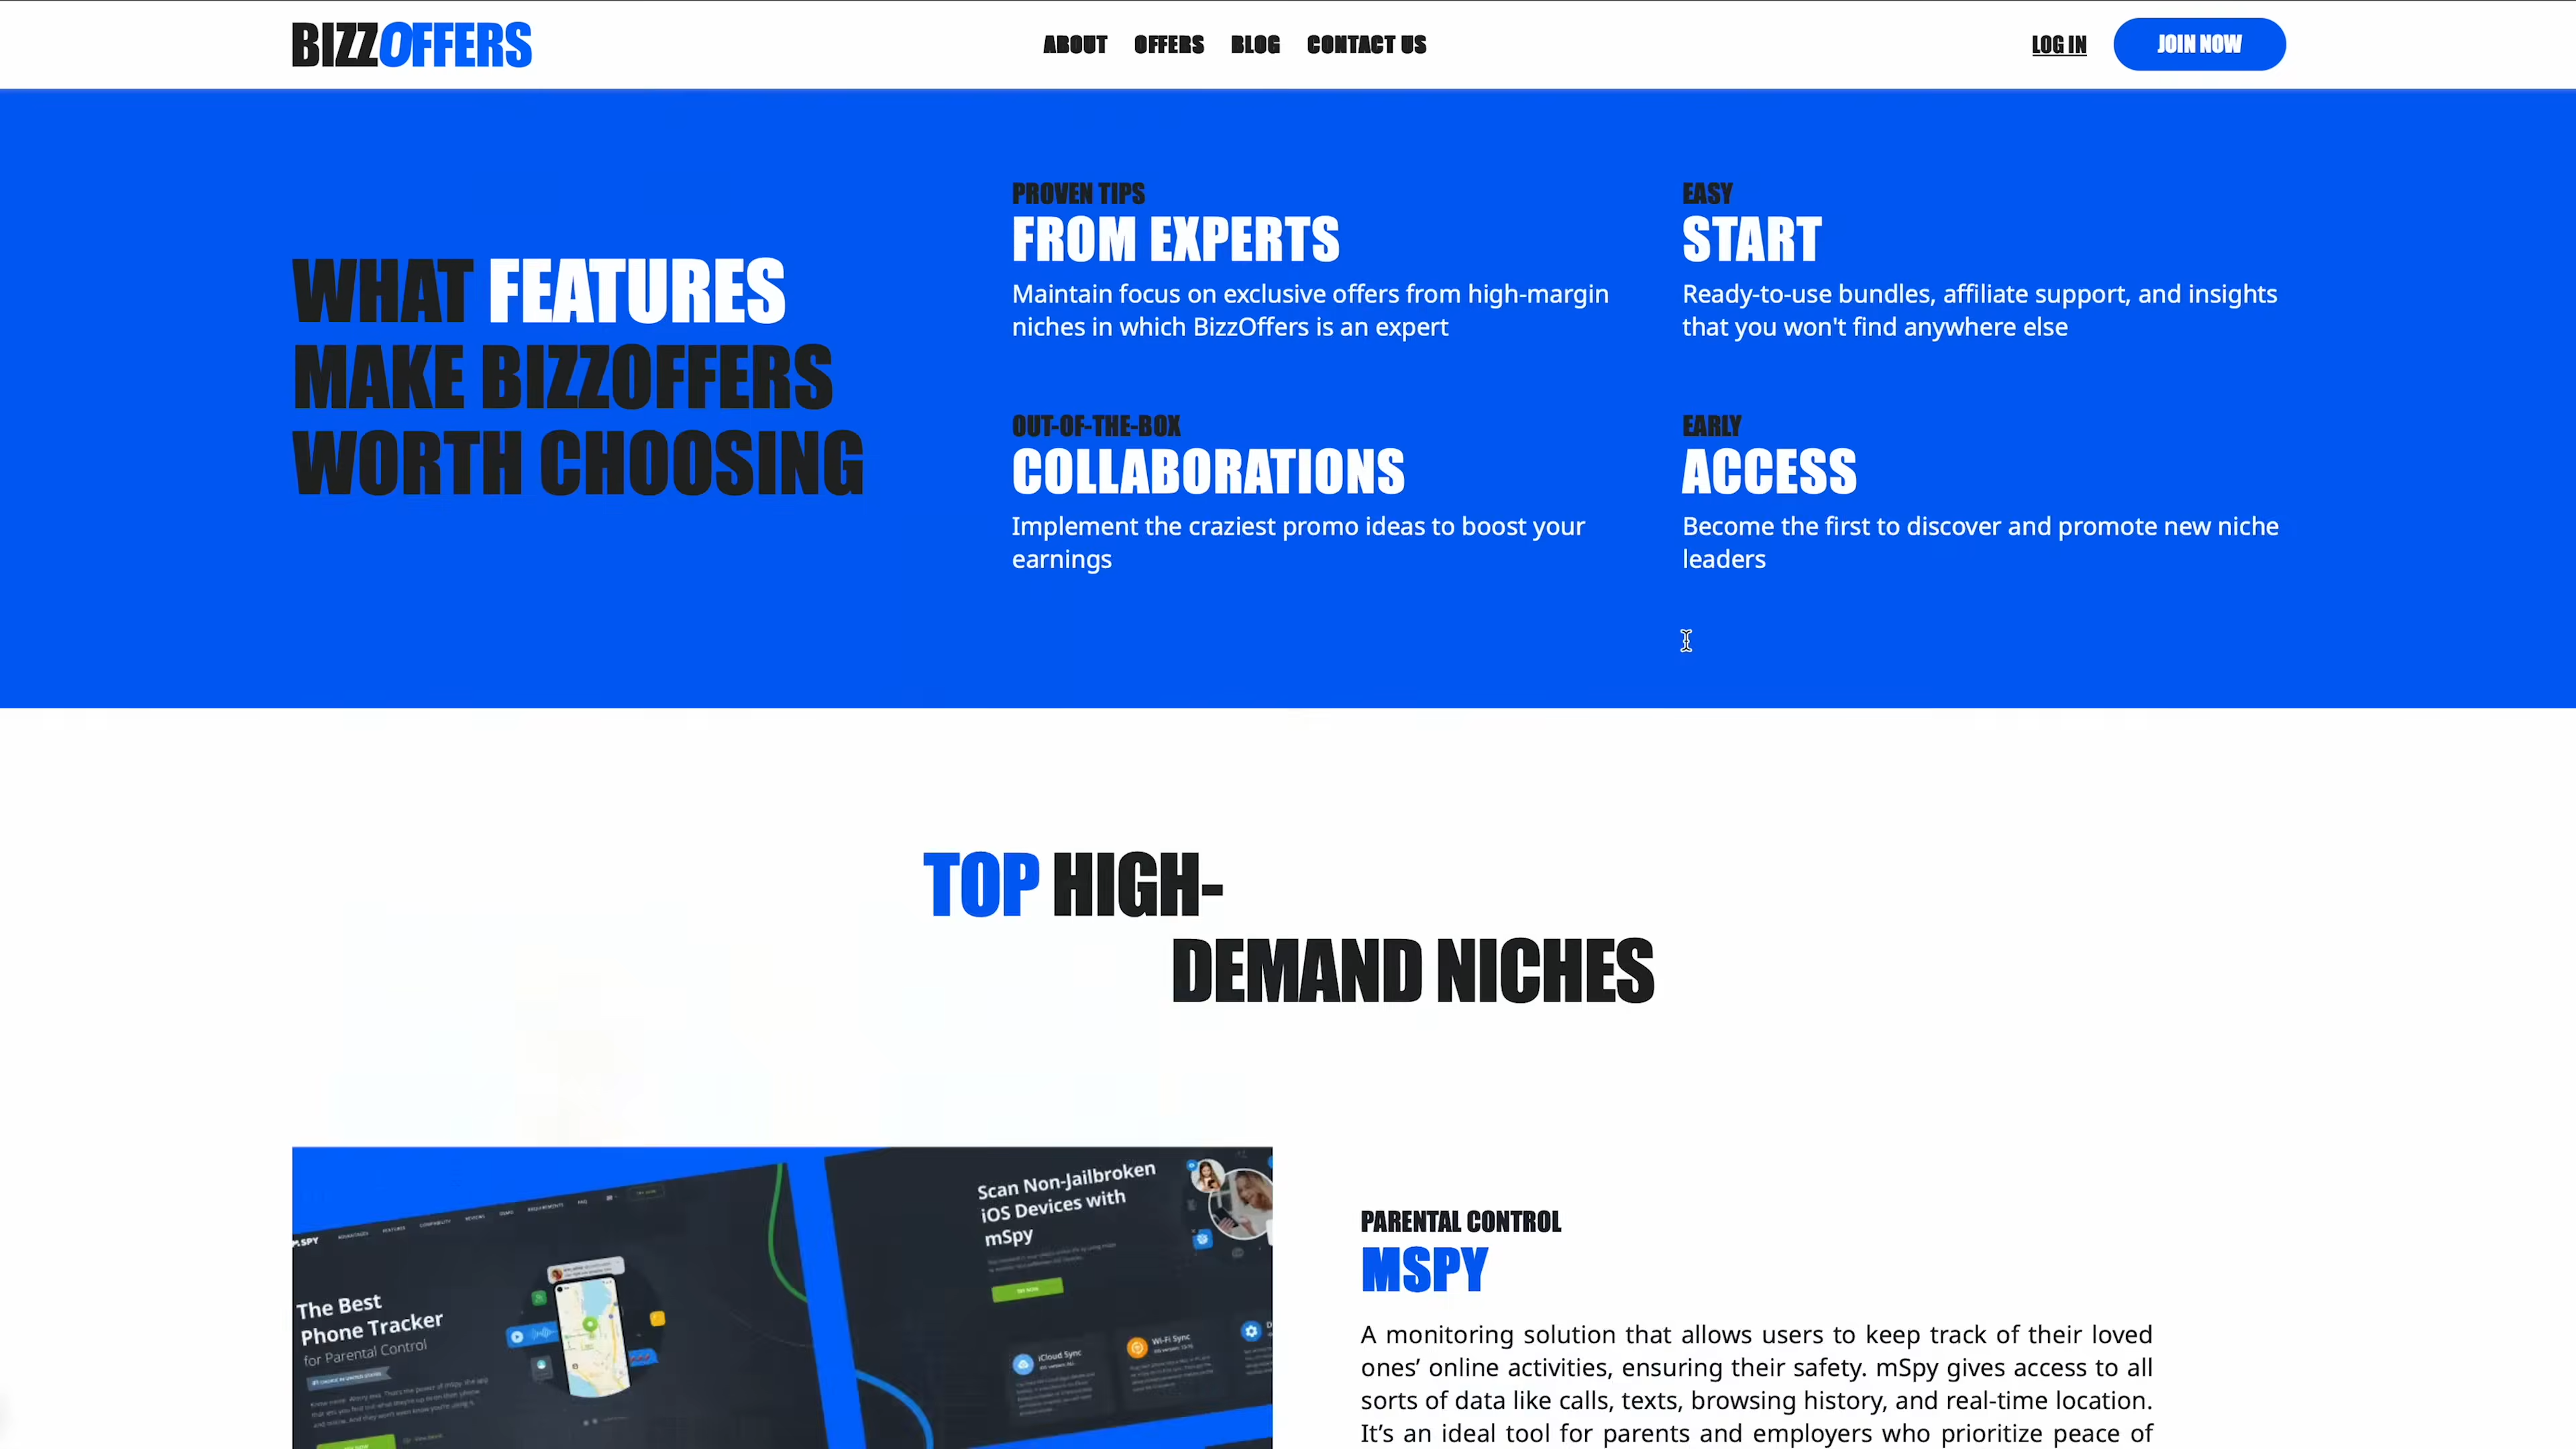 BIZZOFFERS
ABOUT OFFERS BLOG CONTACT US
LOG IN
JOIN NOW
WHAT FEATURES
MAKE BIZZOFFERS
WORTH CHOOSING
PROVEN TIPS
FROM EXPERTS
Maintain focus on exclusive offers from high-margin
niches in which BizzOffers is an expert
EASY
START
Ready-to-use bundles, affiliate support, and insights
that you won't find anywhere else
OUT-OF-THE-BOX
COLLABORATIONS
Implement the craziest promo ideas to boost your
earnings
EARLY
ACCESS
Become the first to discover and promote new niche
leaders
TOP HIGH-
DEMAND NICHES
The Best
Phone Tracker
for Parental Control
Scan Non-Jailbroken
iOS Devices with
mSpy
iCloud Sync
Wi-Fi Sync
PARENTAL CONTROL
MSPY
A monitoring solution that allows users to keep track of their loved
ones’ online activities, ensuring their safety. mSpy gives access to all
sorts of data like calls, texts, browsing history, and real-time location.
It’s an ideal tool for parents and employers who prioritize peace of